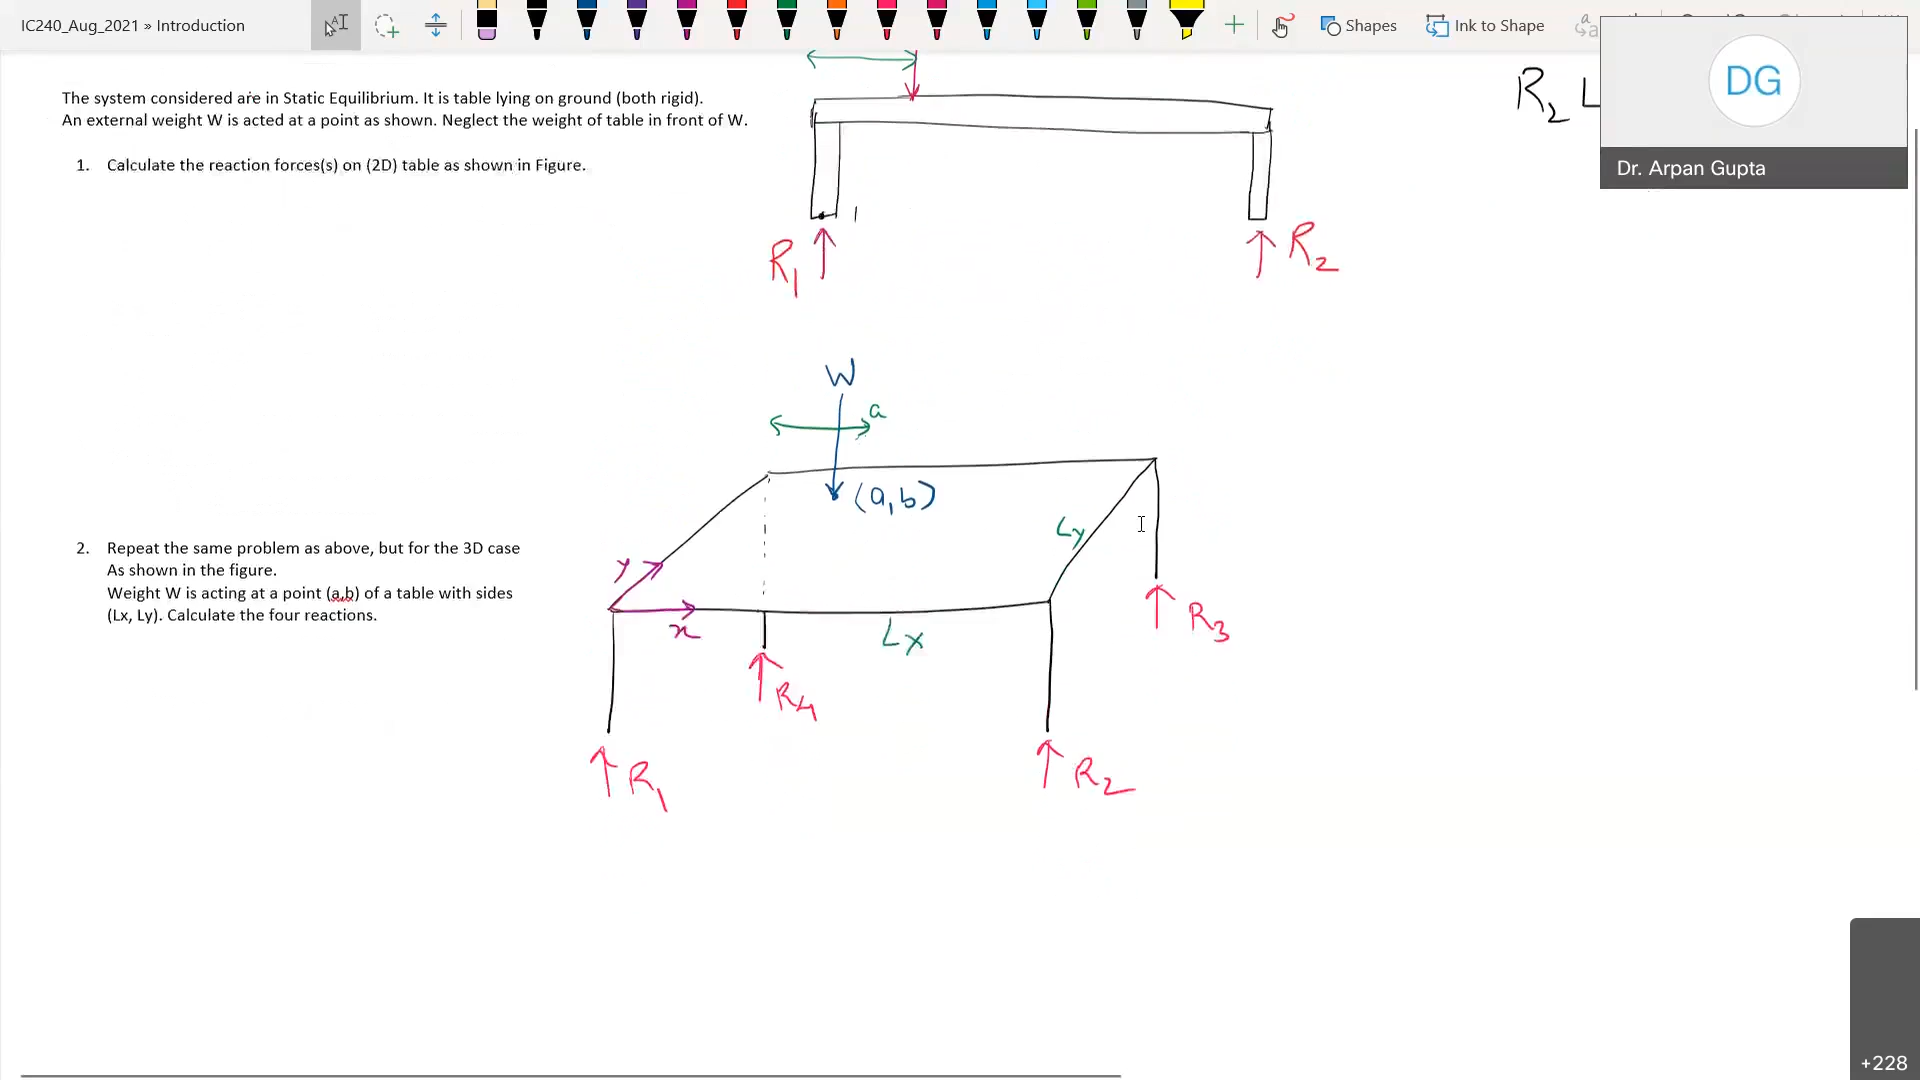 IC240_Aug_2021 » Introduction
Shapes
Ink to Shape
DG
Dr. Arpan Gupta
The system considered are in Static Equilibrium. It is table lying on ground (both rigid).
An external weight W is acted at a point as shown. Neglect the weight of table in front of W.
R₂ L
1. Calculate the reaction forces(s) on (2D) table as shown in Figure.
R₁
R₂
W
a
(a,b)
Ly
2. Repeat the same problem as above, but for the 3D case
As shown in the figure.
Weight W is acting at a point (a,b) of a table with sides
(Lx, Ly). Calculate the four reactions.
y
x
Lx
R₃
R₄
R₁
R₂
+228